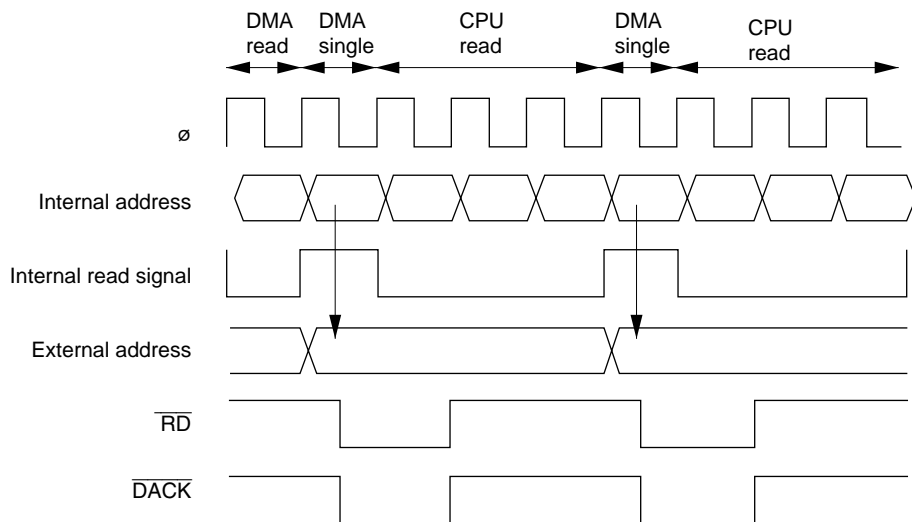 DMA
read
DMA
single
CPU
read
DMA
single
CPU
read
ø
Internal address
Internal read signal
External address
RD
DACK